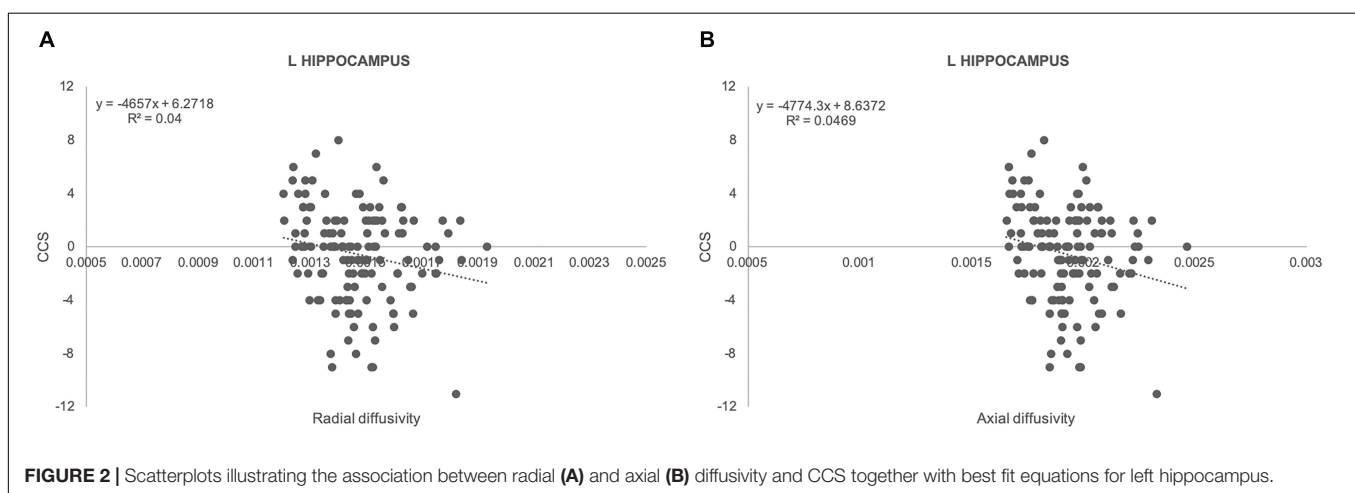 A
L HIPPOCAMPUS
12
y = -4657x + 6.2718
R² = 0.04
8
4
CCS
0
0.0005 0.0007 0.0009 0.0011 0.0013 0.0019 0.0021 0.0023 0.0025
-4
-8
-12
Radial diffusivity
B
L HIPPOCAMPUS
12
y = -4774.3x + 8.6372
R² = 0.0469
8
4
CCS
0
0.0005 0.001 0.0015 0.002 0.0025 0.003
-4
-8
-12
Axial diffusivity
FIGURE 2 | Scatterplots illustrating the association between radial (A) and axial (B) diffusivity and CCS together with best fit equations for left hippocampus.